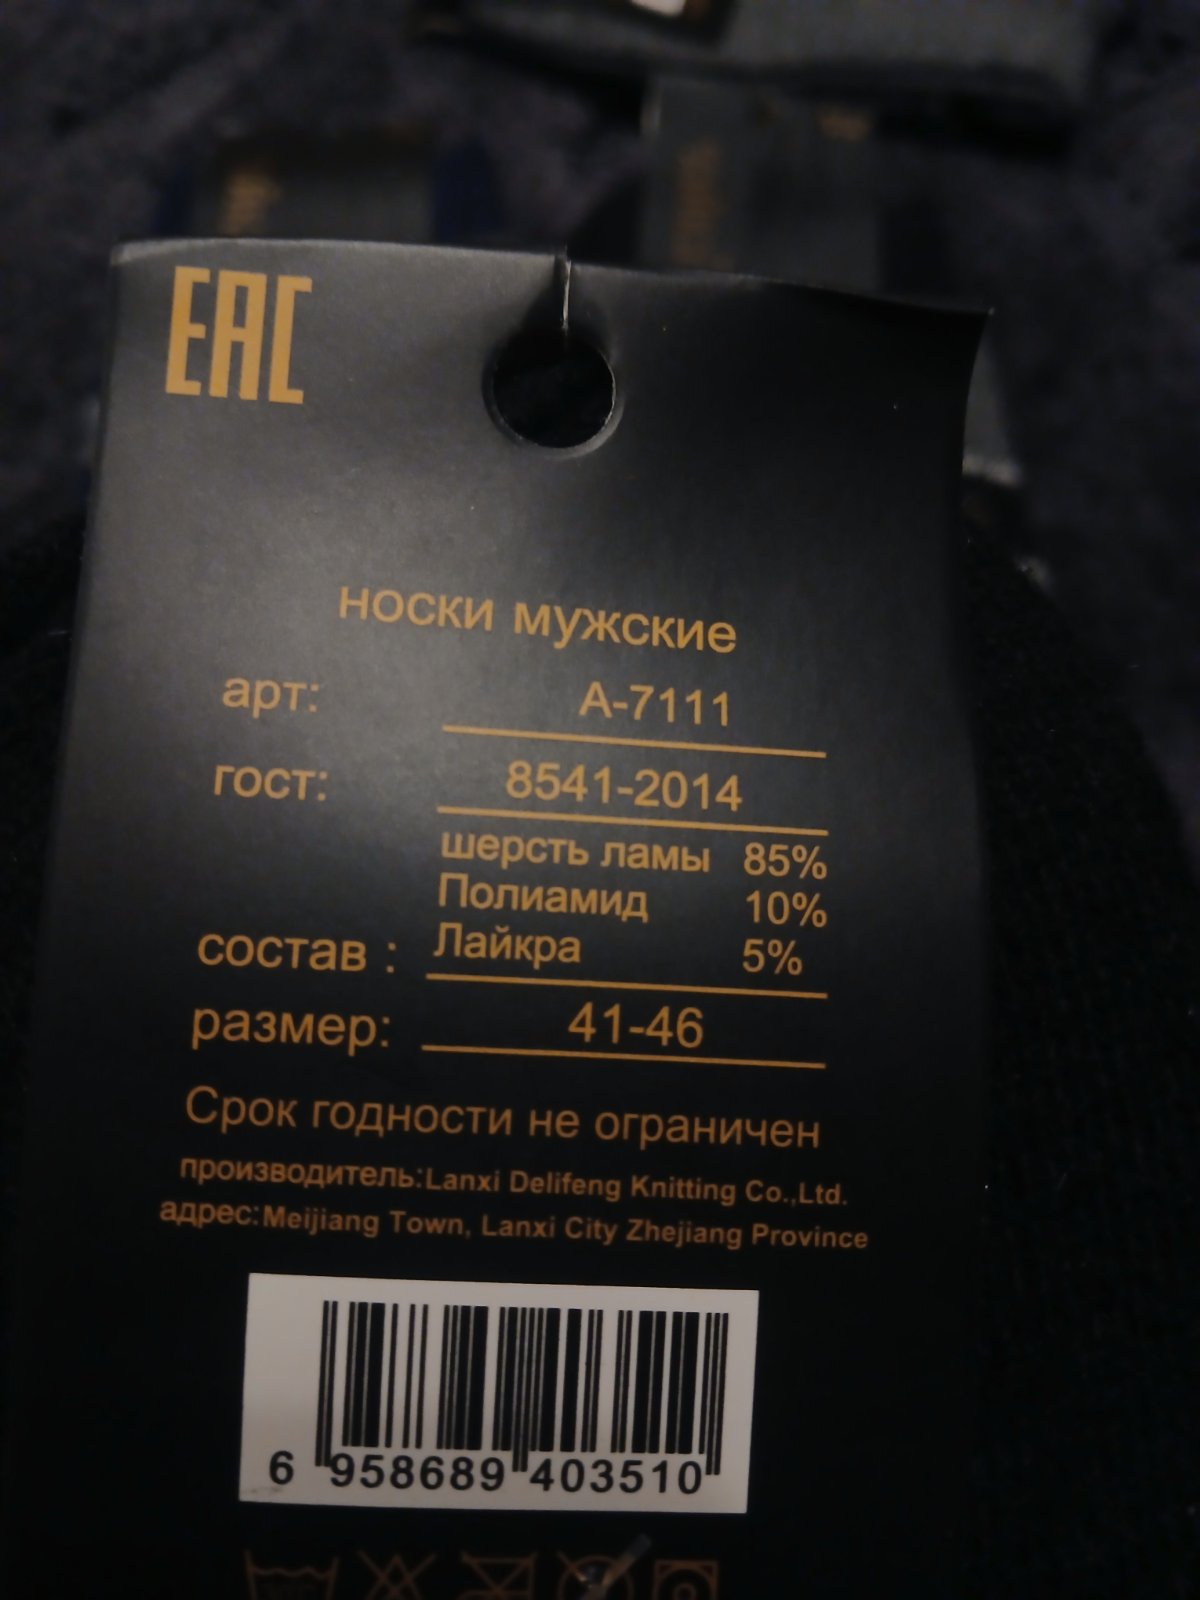 EAC
носки мужские
арт: А-7111
гост: 8541-2014
шерсть ламы 85%
Полиамид 10%
состав : Лайкра 5%
размер: 41-46
Срок годности не ограничен
производитель:Lanxi Delifeng Knitting Co.,Ltd.
адрес:Meijiang Town, Lanxi City Zhejiang Province
6 958689 403510